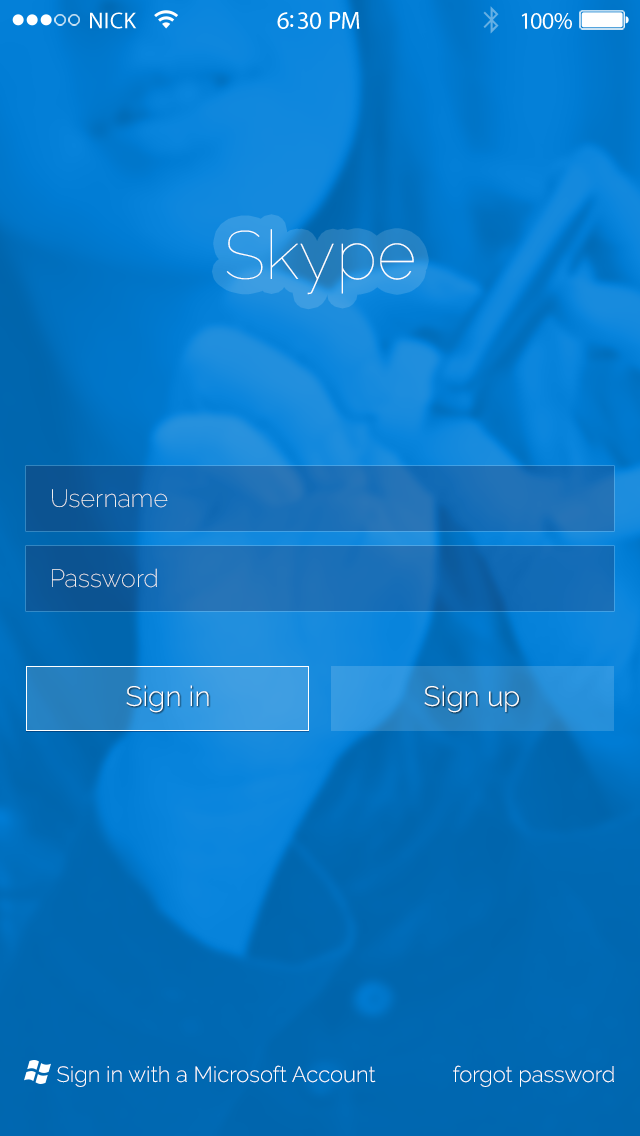 NICK 6:30 PM 100%
Skype
Username
Password
Sign in Sign up
Sign in with a Microsoft Account forgot password